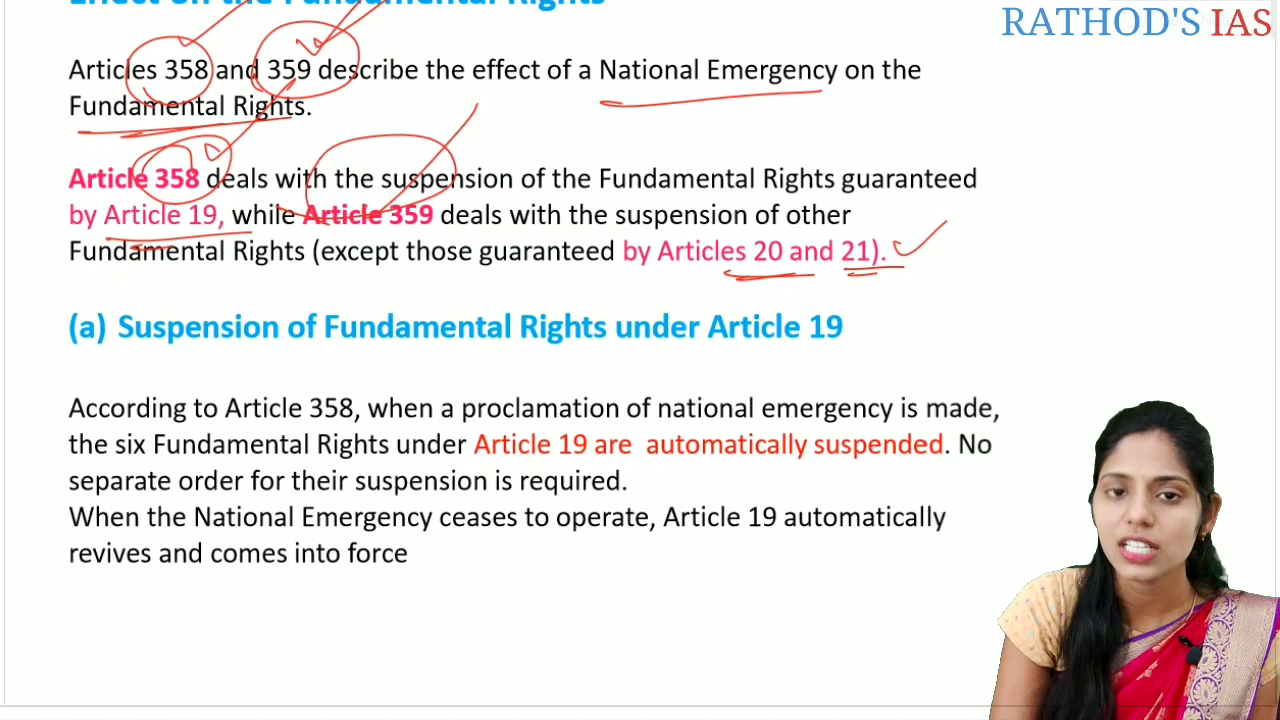 Effect on the Fundamental Rights
RATHOD'S IAS
Articles 358 and 359 describe the effect of a National Emergency on the
Fundamental Rights.
Article 358 deals with the suspension of the Fundamental Rights guaranteed
by Article 19, while Article 359 deals with the suspension of other
Fundamental Rights (except those guaranteed by Articles 20 and 21).
(a) Suspension of Fundamental Rights under Article 19
According to Article 358, when a proclamation of national emergency is made,
the six Fundamental Rights under Article 19 are automatically suspended. No
separate order for their suspension is required.
When the National Emergency ceases to operate, Article 19 automatically
revives and comes into force